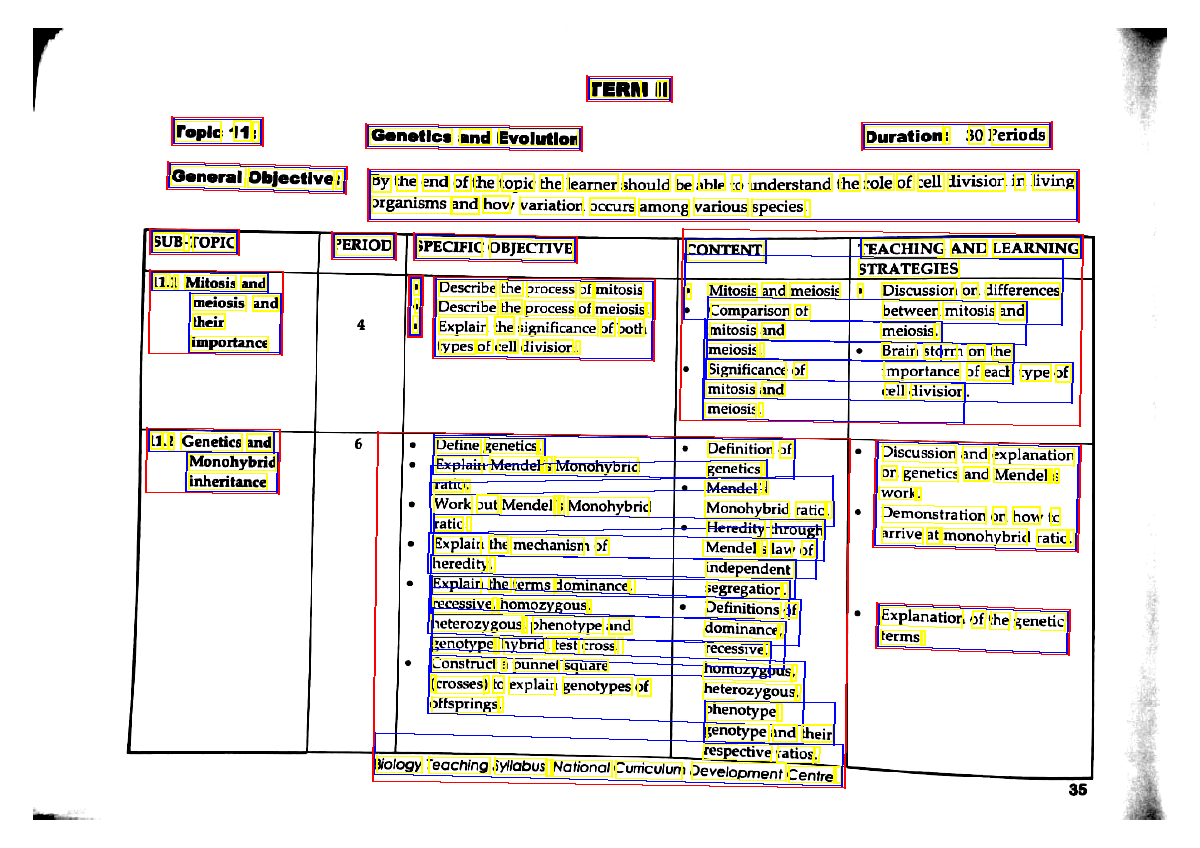 TERM III
Topic 11:
Genetics and Evolution
Duration: 30 Periods
General Objective:
By the end of the topic the learner should be able to understand the role of cell division in living
organisms and how variation occurs among various species.
SUB-TOPIC
PERIOD
SPECIFIC OBJECTIVE
CONTENT
TEACHING AND LEARNING
STRATEGIES
11.1 Mitosis and
meiosis and
their
importance
4
• Describe the process of mitosis
• Describe the process of meiosis.
• Explain the significance of both
types of cell division.
• Mitosis and meiosis
• Comparison of
mitosis and
meiosis.
• Significance of
mitosis and
meiosis.
• Discussion on differences
between mitosis and
meiosis.
• Brain storm on the
importance of each type of
cell division.
11.2 Genetics and
Monohybrid
inheritance
6
• Define genetics.
• Explain Mendel's Monohybrid
ratio.
• Work out Mendel's Monohybrid
ratio.
• Explain the mechanism of
heredity.
• Explain the terms dominance,
recessive, homozygous,
heterozygous, phenotype and
genotype, hybrid, test cross.
• Construct a punnet square
(crosses) to explain genotypes of
offsprings.
• Definition of
genetics.
• Mendel's
Monohybrid ratio.
• Heredity through
Mendel's law of
independent
segregation.
• Definitions of
dominance,
recessive,
homozygous,
heterozygous,
phenotype,
genotype and their
respective ratios.
• Discussion and explanation
on genetics and Mendel's
work.
• Demonstration on how to
arrive at monohybrid ratio.
• Explanation of the genetic
terms
Biology Teaching Syllabus National Curriculum Development Centre
35